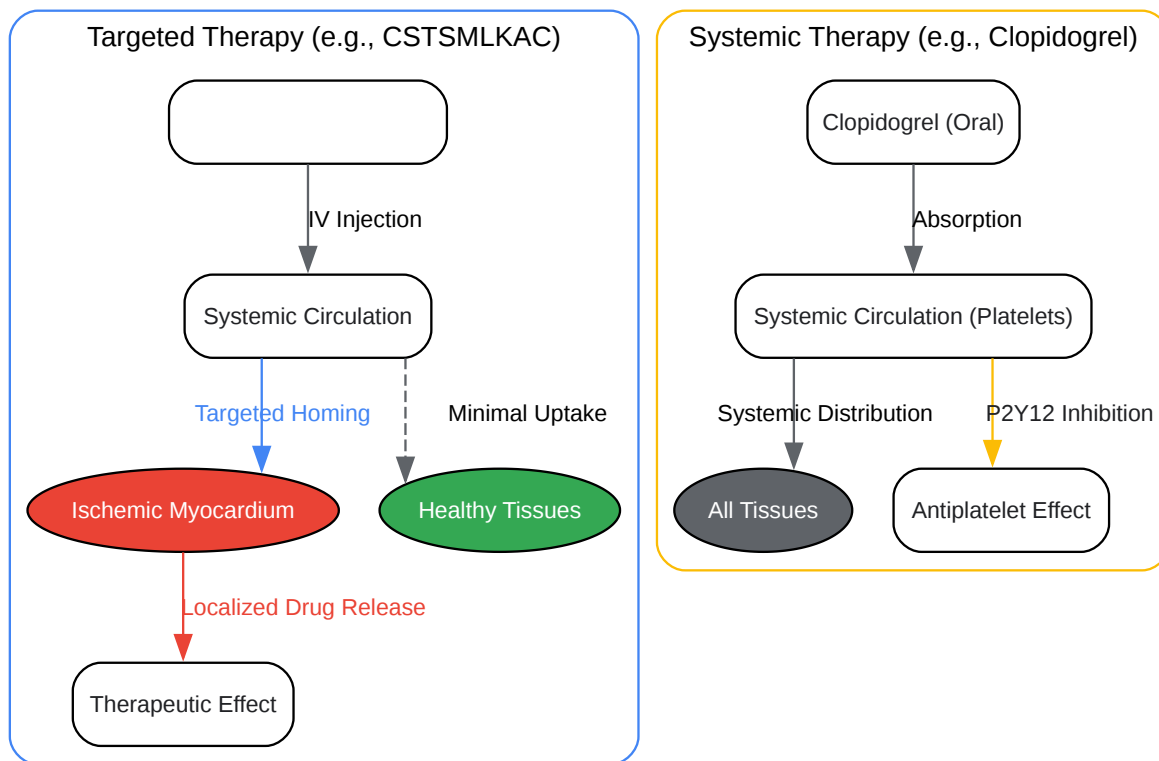 Targeted Therapy (e.g., CSTSMLKAC)
IV Injection
Systemic Circulation
Targeted Homing
Minimal Uptake
Ischemic Myocardium
Healthy Tissues
Localized Drug Release
Therapeutic Effect
Systemic Therapy (e.g., Clopidogrel)
Clopidogrel (Oral)
Absorption
Systemic Circulation (Platelets)
Systemic Distribution
P2Y12 Inhibition
All Tissues
Antiplatelet Effect